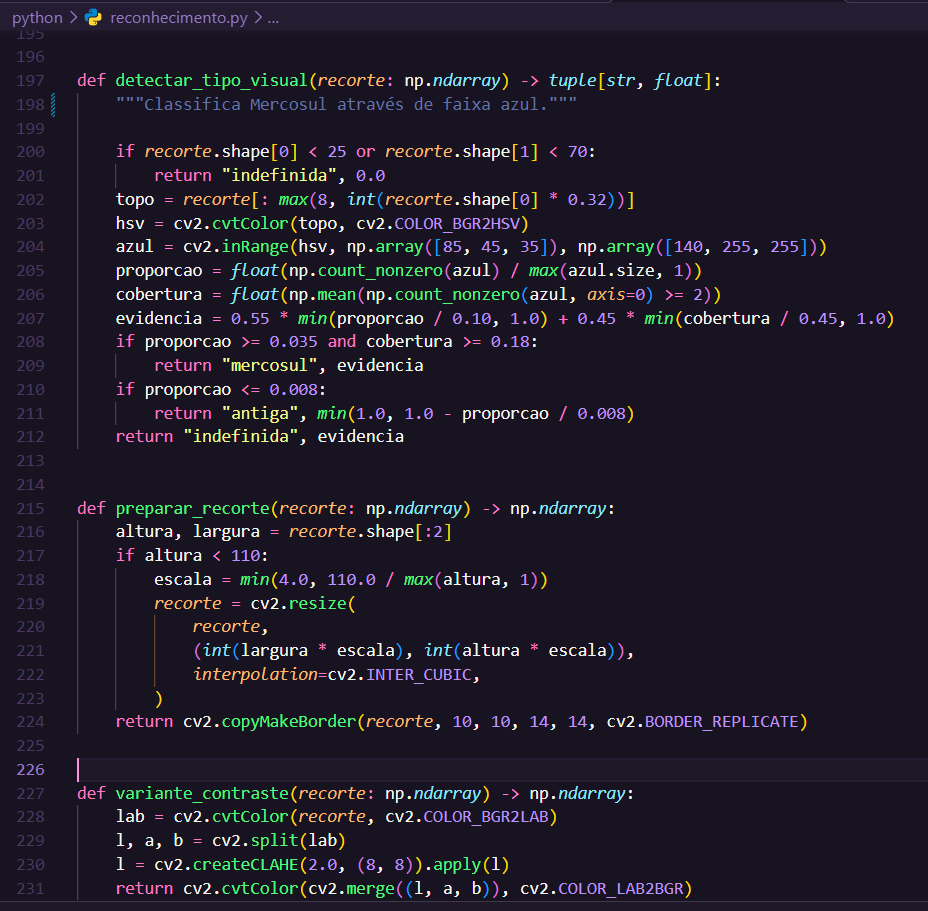 python > reconhecimento.py > ...
195
196
197 def detectar_tipo_visual(recorte: np.ndarray) -> tuple[str, float]:
198     """Classifica Mercosul através de faixa azul."""
199
200     if recorte.shape[0] < 25 or recorte.shape[1] < 70:
201         return "indefinida", 0.0
202     topo = recorte[: max(8, int(recorte.shape[0] * 0.32))]
203     hsv = cv2.cvtColor(topo, cv2.COLOR_BGR2HSV)
204     azul = cv2.inRange(hsv, np.array([85, 45, 35]), np.array([140, 255, 255]))
205     proporcao = float(np.count_nonzero(azul) / max(azul.size, 1))
206     cobertura = float(np.mean(np.count_nonzero(azul, axis=0) >= 2))
207     evidencia = 0.55 * min(proporcao / 0.10, 1.0) + 0.45 * min(cobertura / 0.45, 1.0)
208     if proporcao >= 0.035 and cobertura >= 0.18:
209         return "mercosul", evidencia
210     if proporcao <= 0.008:
211         return "antiga", min(1.0, 1.0 - proporcao / 0.008)
212     return "indefinida", evidencia
213
214
215 def preparar_recorte(recorte: np.ndarray) -> np.ndarray:
216     altura, largura = recorte.shape[:2]
217     if altura < 110:
218         escala = min(4.0, 110.0 / max(altura, 1))
219         recorte = cv2.resize(
220             recorte,
221             (int(largura * escala), int(altura * escala)),
222             interpolation=cv2.INTER_CUBIC,
223         )
224     return cv2.copyMakeBorder(recorte, 10, 10, 14, 14, cv2.BORDER_REPLICATE)
225
226
227 def variante_contraste(recorte: np.ndarray) -> np.ndarray:
228     lab = cv2.cvtColor(recorte, cv2.COLOR_BGR2LAB)
229     l, a, b = cv2.split(lab)
230     l = cv2.createCLAHE(2.0, (8, 8)).apply(l)
231     return cv2.cvtColor(cv2.merge((l, a, b)), cv2.COLOR_LAB2BGR)